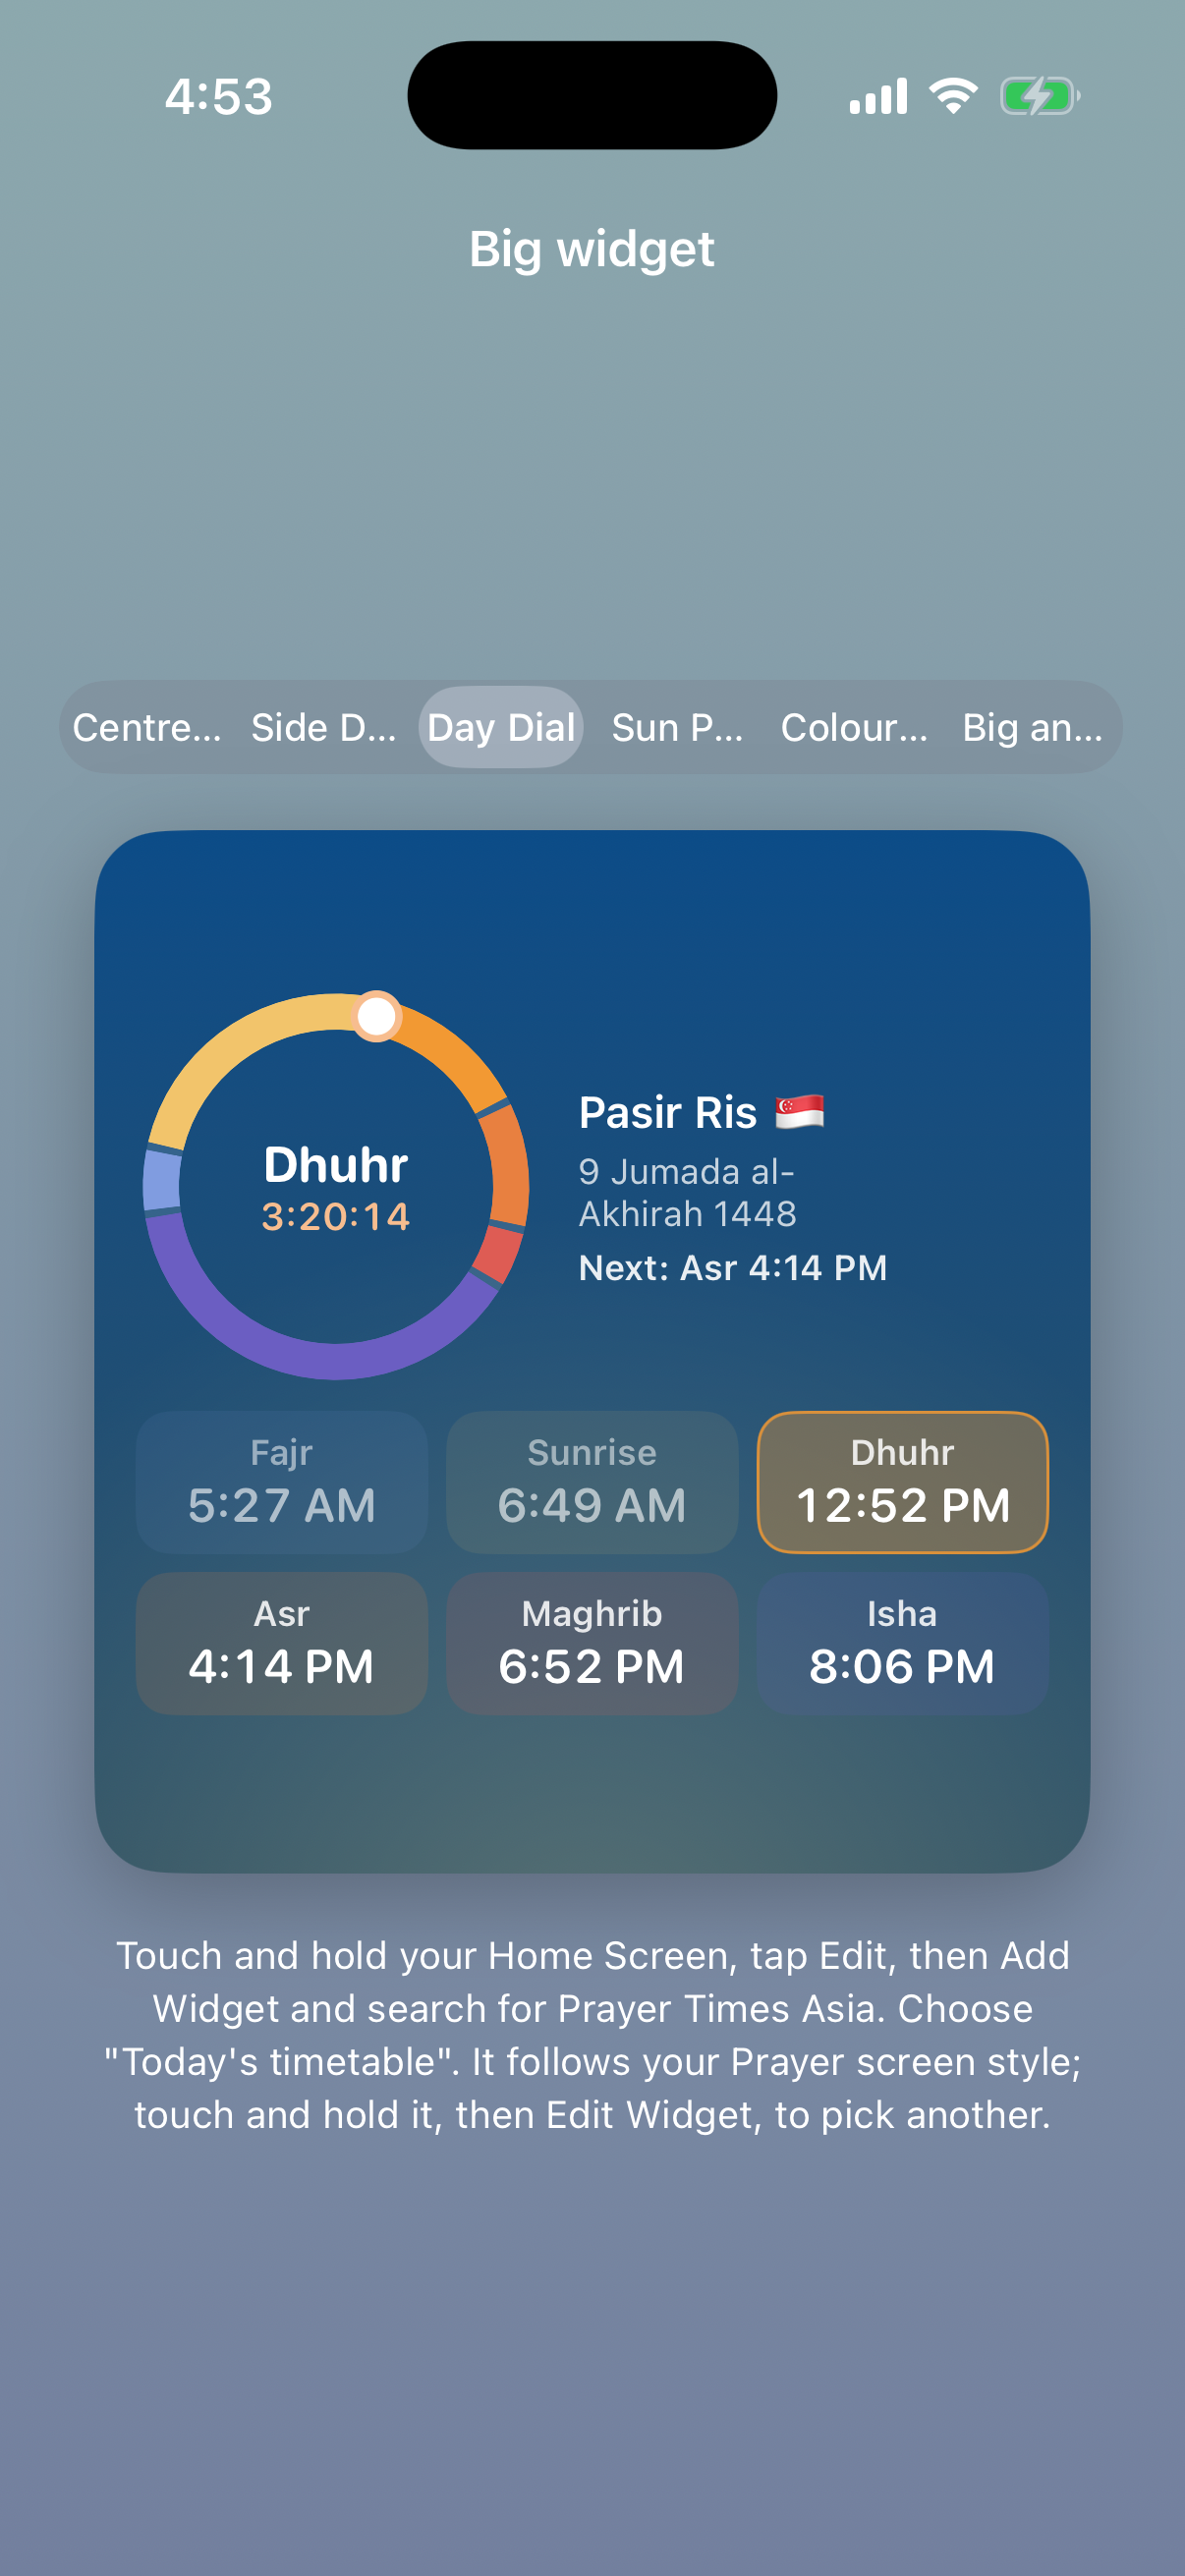 4:53
Big widget
Centre...
Side D...
Day Dial
Sun P...
Colour...
Big an...
Dhuhr
3:20:14
Pasir Ris 🇸🇬
9 Jumada al-
Akhirah 1448
Next: Asr 4:14 PM
Fajr
5:27 AM
Sunrise
6:49 AM
Dhuhr
12:52 PM
Asr
4:14 PM
Maghrib
6:52 PM
Isha
8:06 PM
Touch and hold your Home Screen, tap Edit, then Add
Widget and search for Prayer Times Asia. Choose
"Today's timetable". It follows your Prayer screen style;
touch and hold it, then Edit Widget, to pick another.